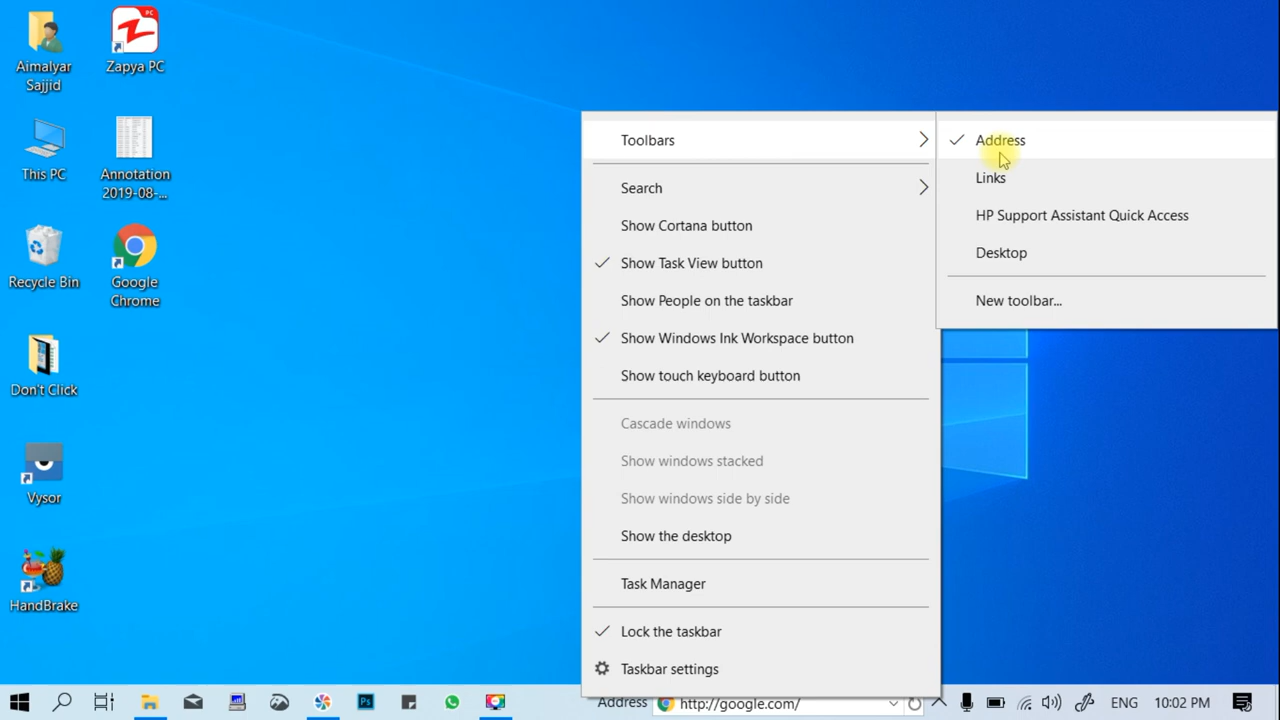 Aimalyar
Sajjid
Zapya PC
PC
This PC
Annotation
2019-08-...
Recycle Bin
Google
Chrome
Don't Click
Vysor
HandBrake
Toolbars
Search
Show Cortana button
Show Task View button
Show People on the taskbar
Show Windows Ink Workspace button
Show touch keyboard button
Cascade windows
Show windows stacked
Show windows side by side
Show the desktop
Task Manager
Lock the taskbar
Taskbar settings
Address
Links
HP Support Assistant Quick Access
Desktop
New toolbar...
Ps
Address http://google.com/
ENG 10:02 PM